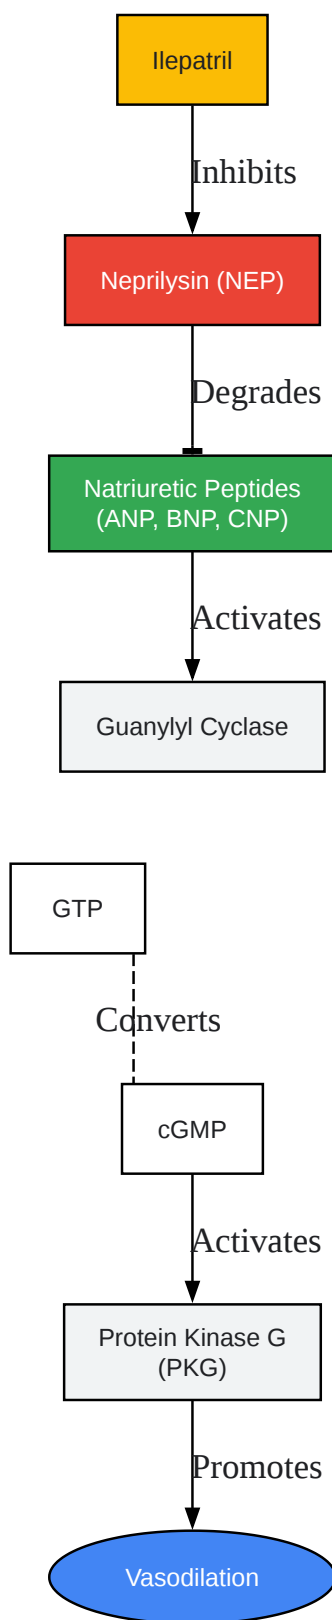 Ilepatril
Inhibits
Neprilysin (NEP)
Degrades
Natriuretic Peptides
(ANP, BNP, CNP)
Activates
Guanylyl Cyclase
GTP
Converts
cGMP
Activates
Protein Kinase G
(PKG)
Promotes
Vasodilation